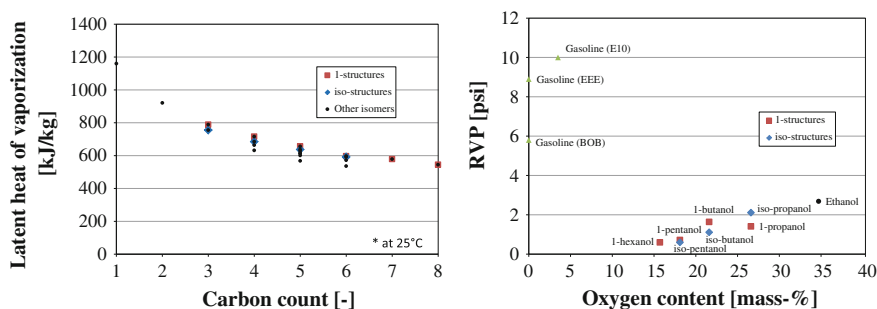 Latent heat of vaporization
[kJ/kg]
1400
1200
1000
800
600
400
200
0
1-structures
iso-structures
Other isomers
* at 25°C
1 2 3 4 5 6 7 8
Carbon count [-]
RVP [psi]
12
10
8
6
4
2
0
Gasoline (E10)
Gasoline (EEE)
Gasoline (BOB)
1-structures
iso-structures
1-butanol
iso-propanol
Ethanol
1-pentanol
1-propanol
1-hexanol
iso-butanol
iso-pentanol
0 5 10 15 20 25 30 35 40
Oxygen content [mass-%]